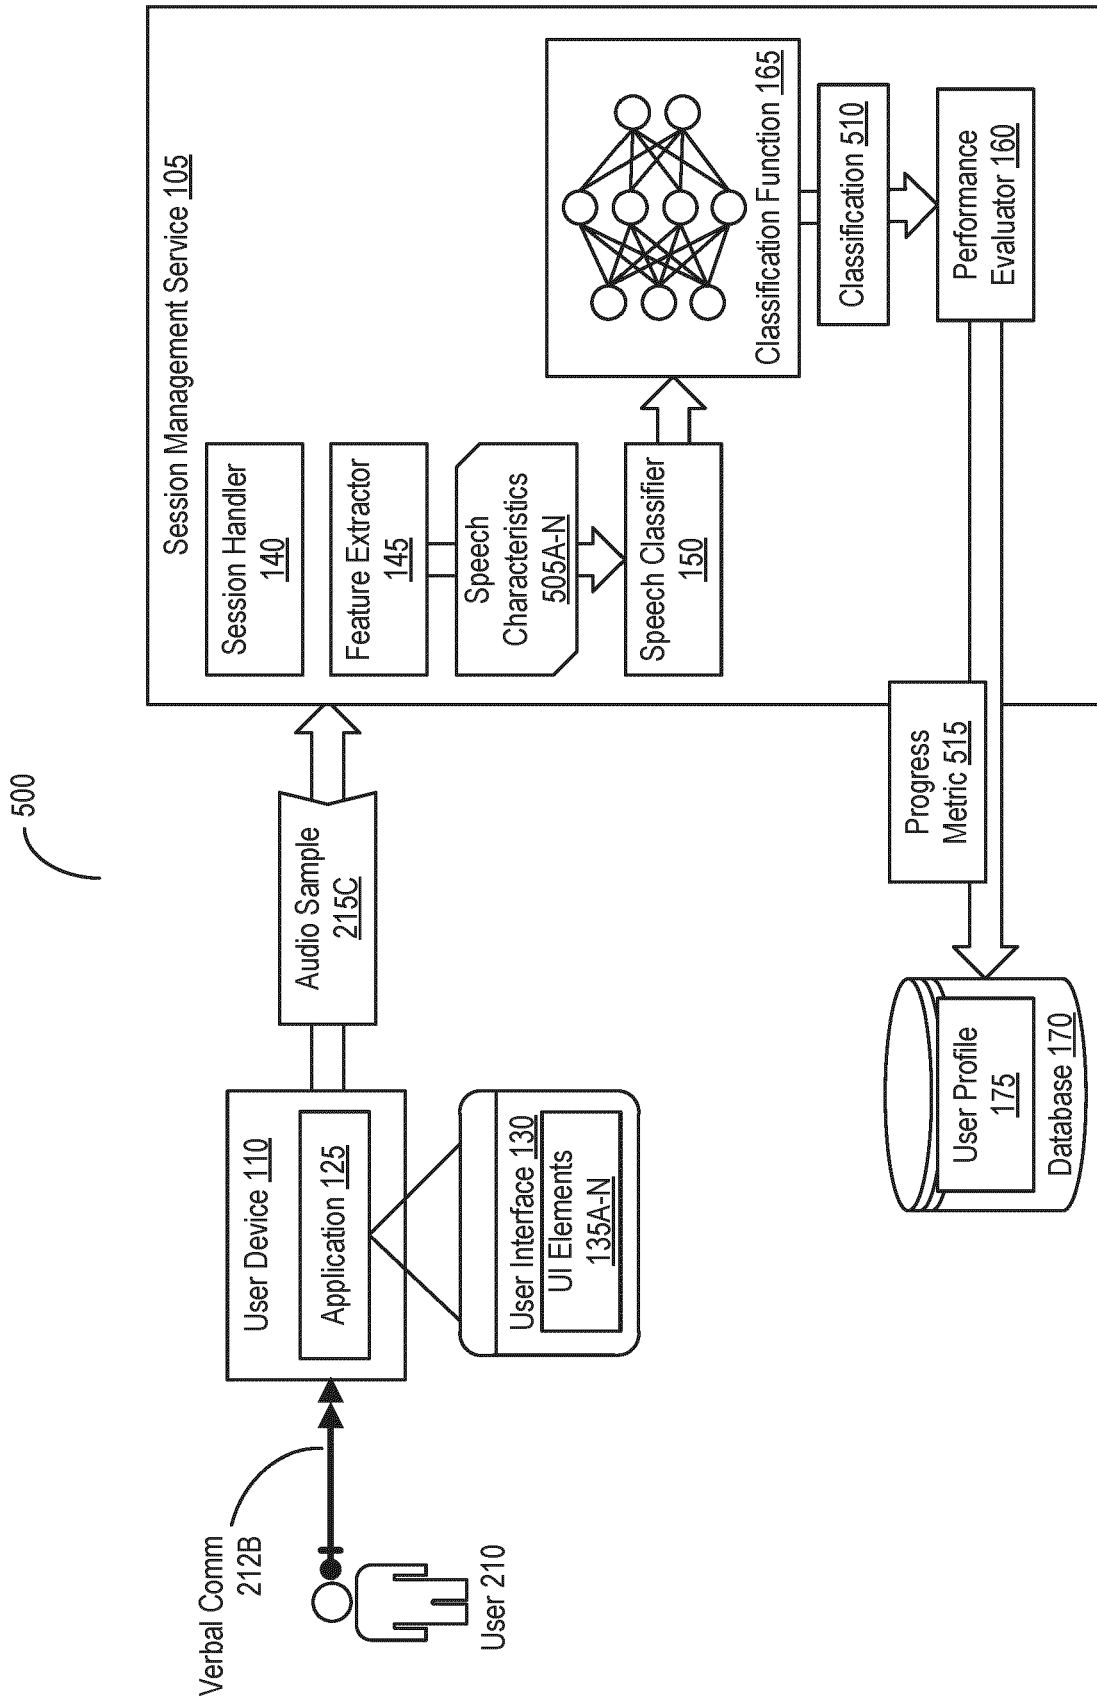 500
Session Management Service 105
Session Handler
140
Feature Extractor
145
Speech
Characteristics
505A-N
Speech Classifier
150
Classification Function 165
Classification 510
Performance
Evaluator 160
Verbal Comm
212B
User 210
User Device 110
Application 125
User Interface 130
UI Elements
135A-N
Audio Sample
215C
Progress
Metric 515
User Profile
175
Database 170